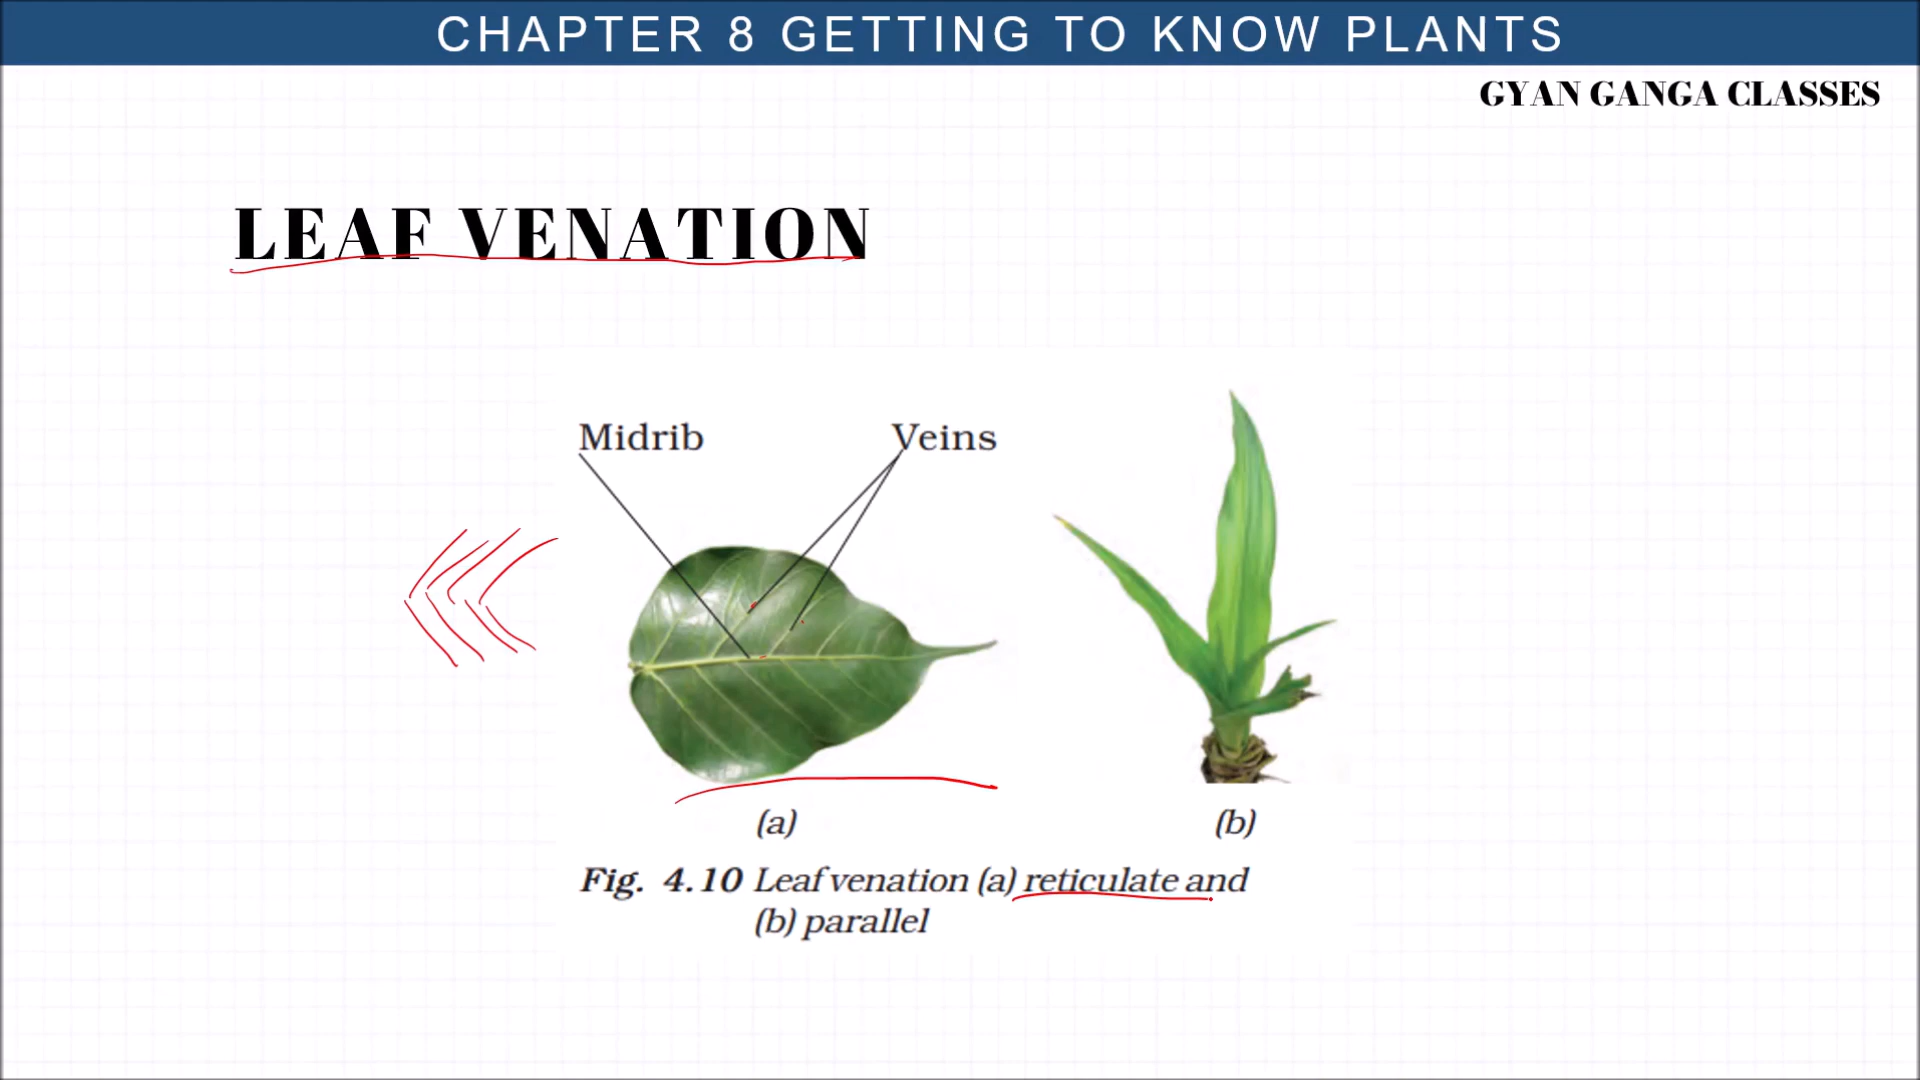 CHAPTER 8 GETTING TO KNOW PLANTS
GYAN GANGA CLASSES
LEAF VENATION
Midrib
Veins
(a)
(b)
Fig. 4.10 Leaf venation (a) reticulate and
(b) parallel